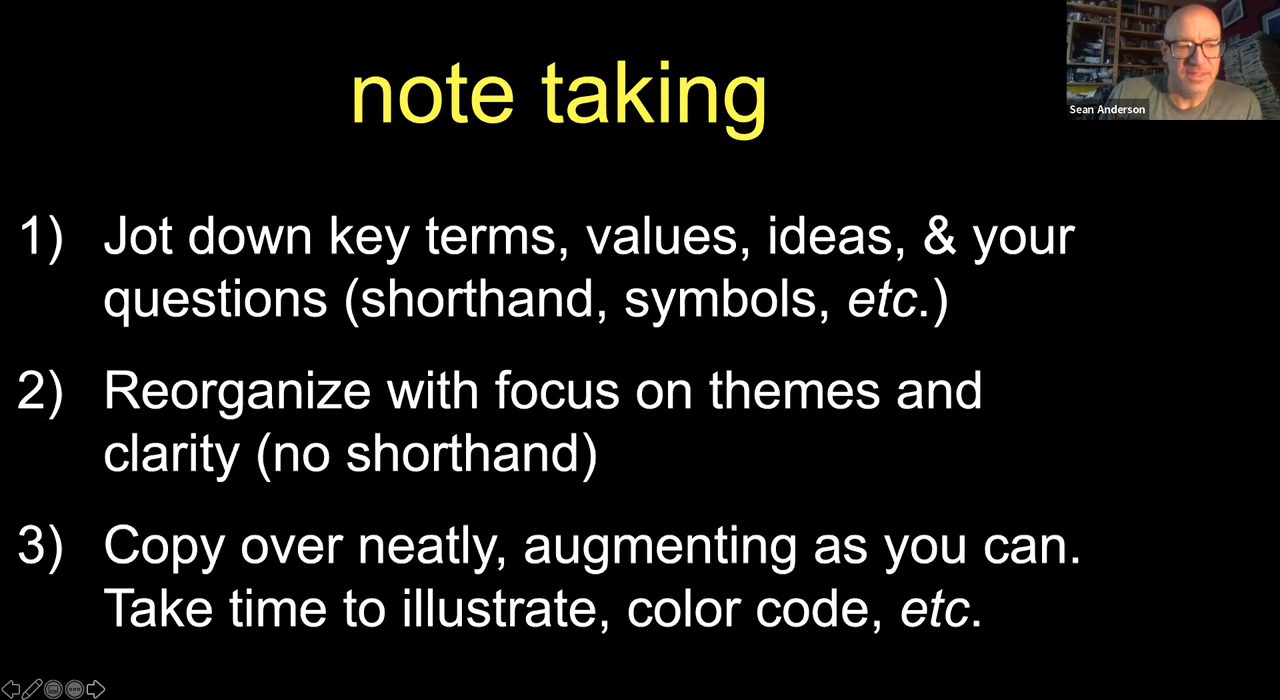 note taking
Sean Anderson
1) Jot down key terms, values, ideas, & your
questions (shorthand, symbols, etc.)
2) Reorganize with focus on themes and
clarity (no shorthand)
3) Copy over neatly, augmenting as you can.
Take time to illustrate, color code, etc.